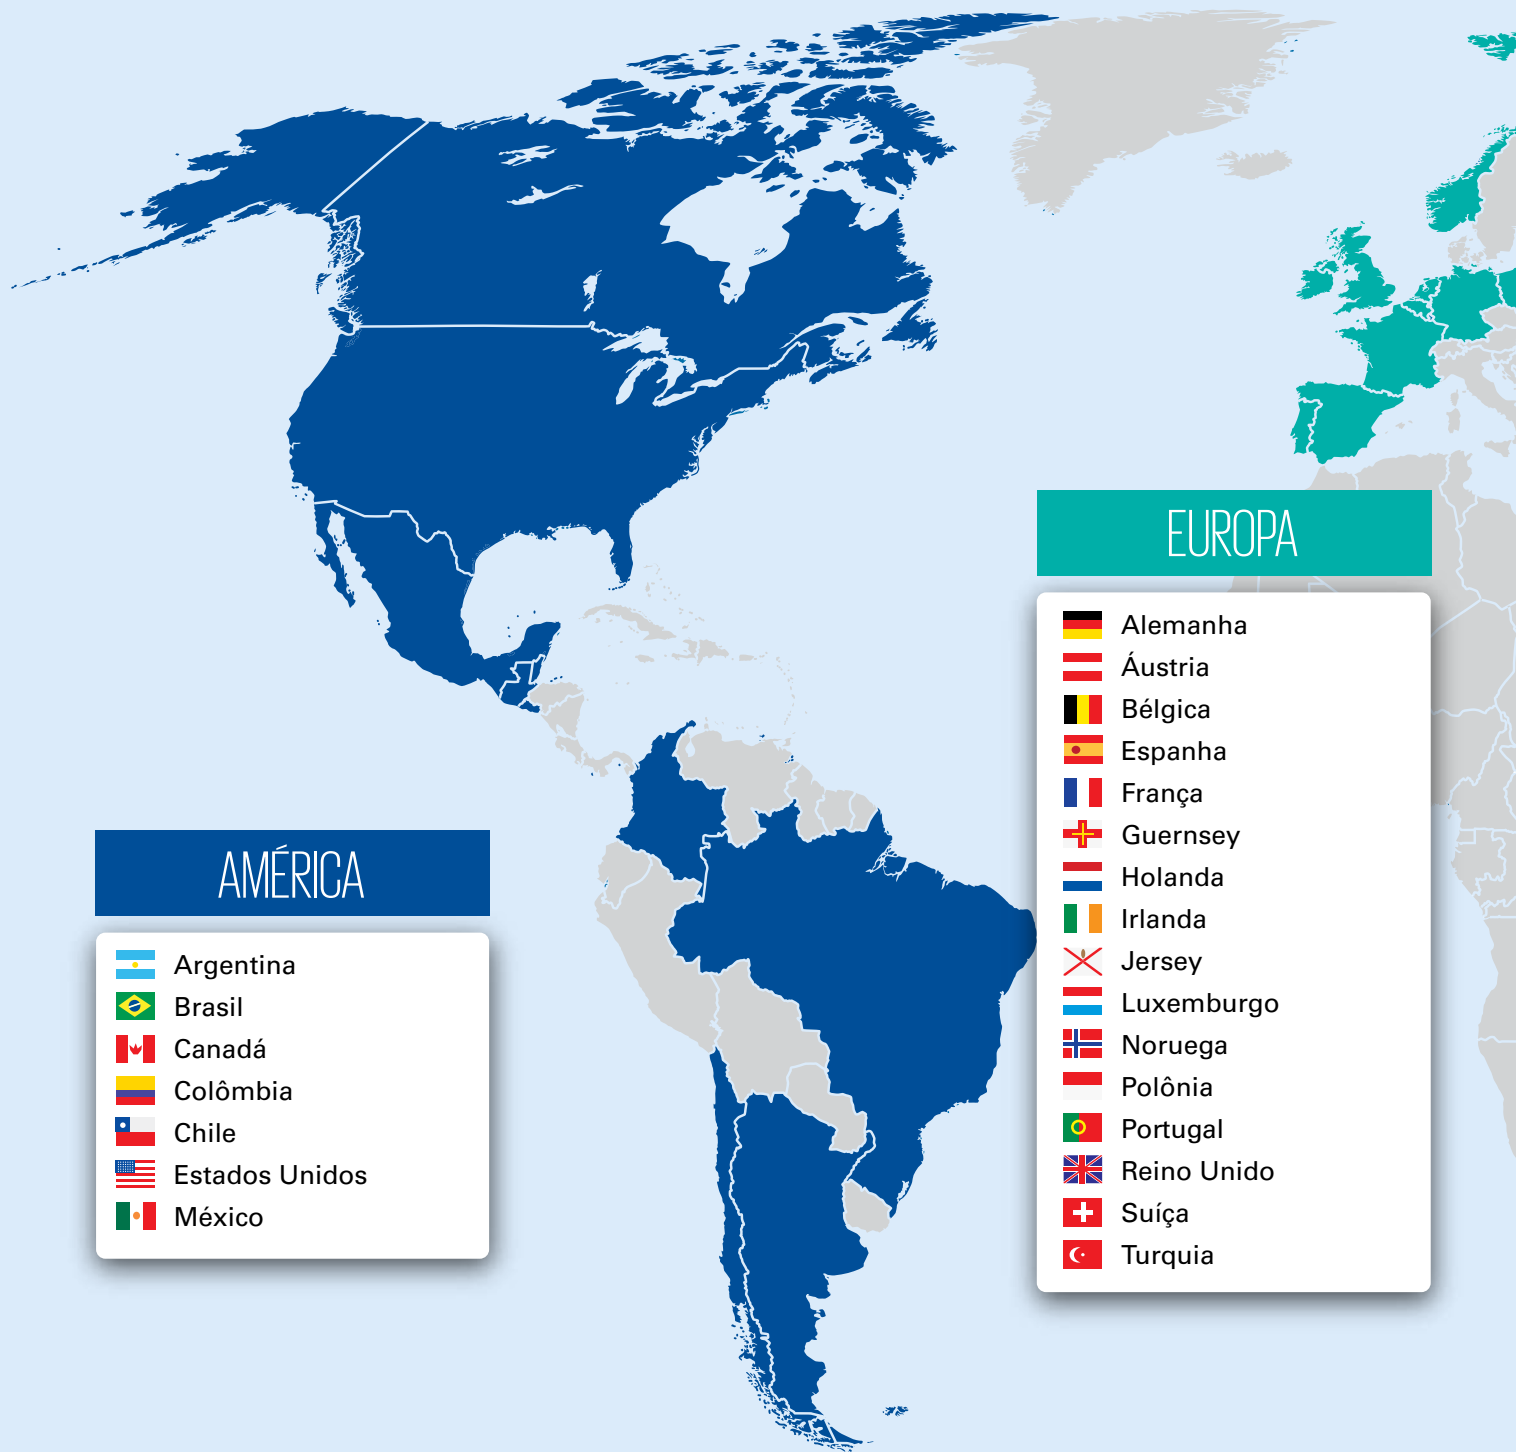 AMÉRICA
Argentina
Brasil
Canadá
Colômbia
Chile
Estados Unidos
México
EUROPA
Alemanha
Áustria
Bélgica
Espanha
França
Guernsey
Holanda
Irlanda
Jersey
Luxemburgo
Noruega
Polônia
Portugal
Reino Unido
Suíça
Turquia